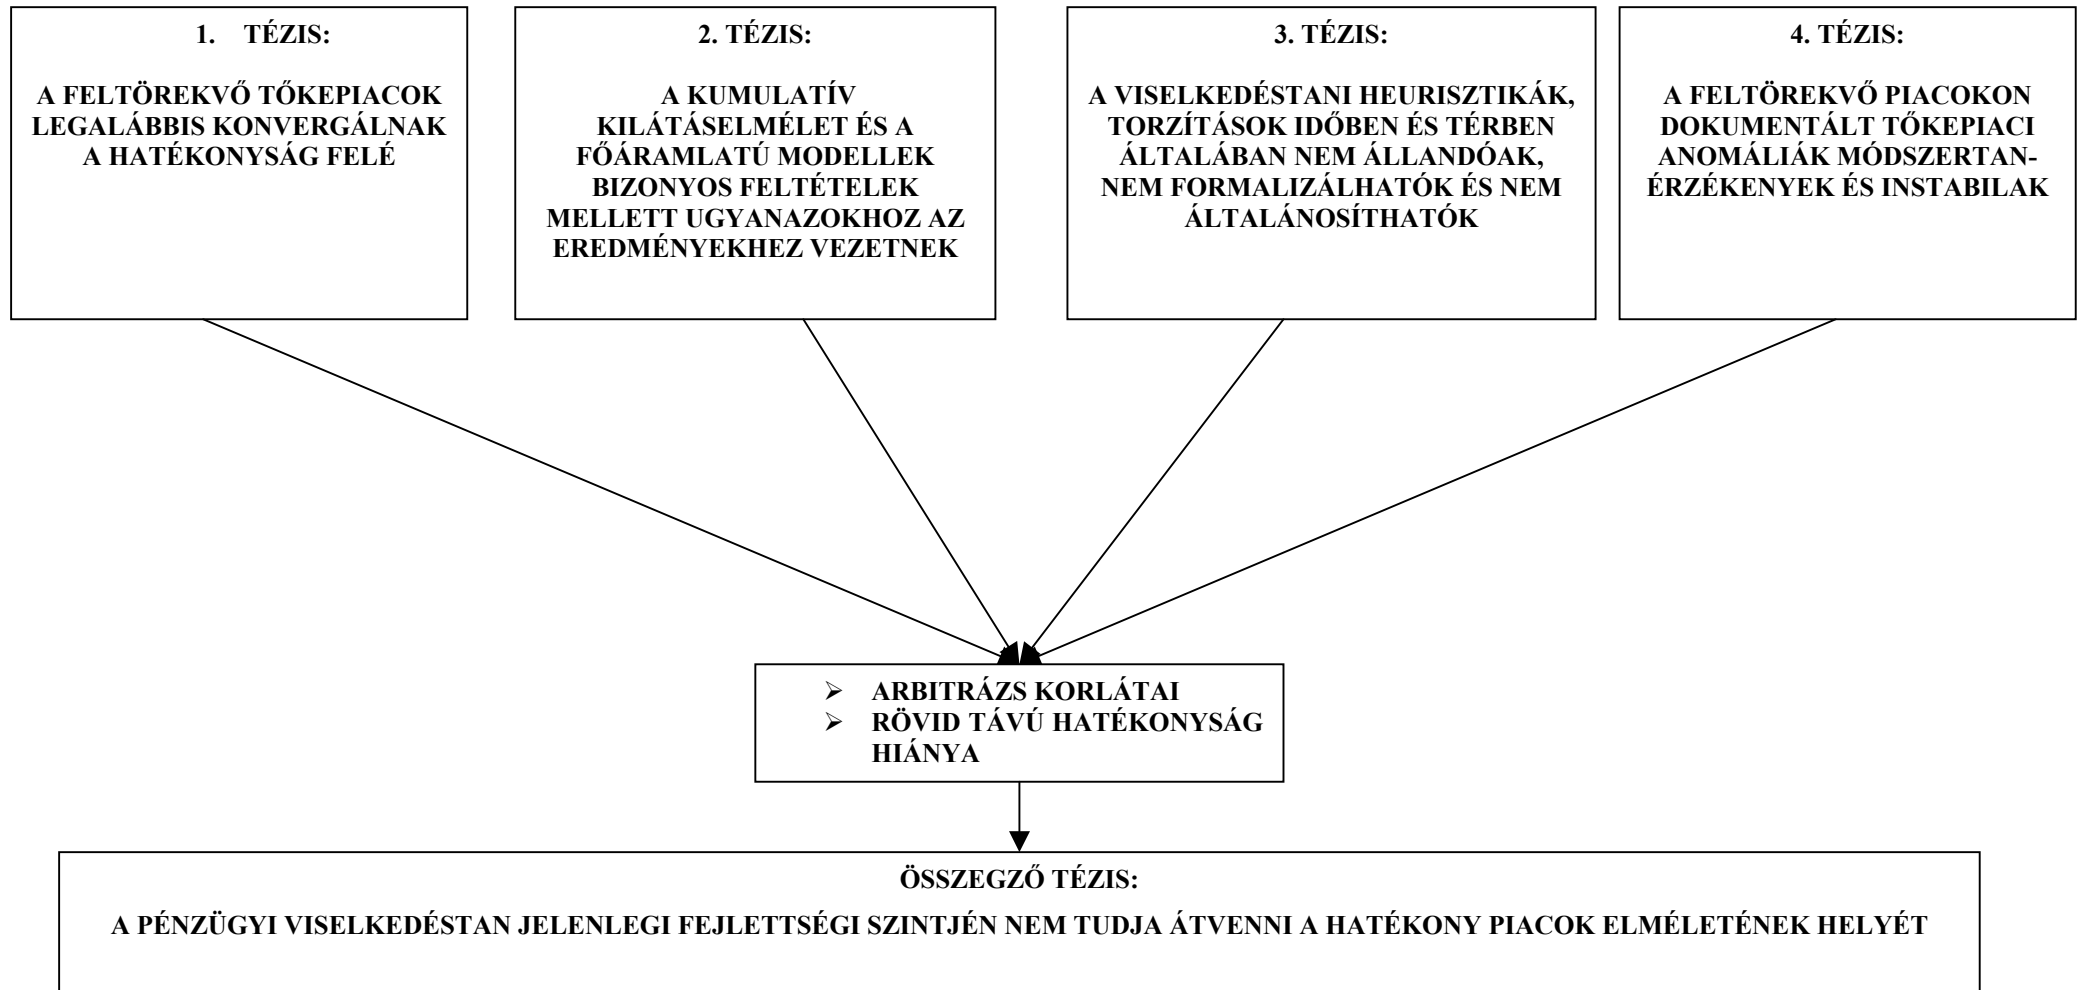 1. TÉZIS:
A FELTÖREKVŐ TŐKEPIACOK
LEGALÁBBIS KONVERGÁLNAK
A HATÉKONYSÁG FELÉ
2. TÉZIS:
A KUMULATÍV
KILÁTÁSELMÉLET ÉS A
FŐÁRAMLATÚ MODELLEK
BIZONYOS FELTÉTELEK
MELLETT UGYANAZOKHOZ AZ
EREDMÉNYEKHEZ VEZETNEK
3. TÉZIS:
A VISELKEDÉSTANI HEURISZTIKÁK,
TORZÍTÁSOK IDŐBEN ÉS TÉRBEN
ÁLTALÁBAN NEM ÁLLANDÓAK,
NEM FORMALIZÁLHATÓK ÉS NEM
ÁLTALÁNOSÍTHATÓK
4. TÉZIS:
A FELTÖREKVŐ PIACOKON
DOKUMENTÁLT TŐKEPIACI
ANOMÁLIÁK MÓDSZERTAN-
ÉRZÉKENYEK ÉS INSTABILAK
➢ ARBITRÁZS KORLÁTAI
➢ RÖVID TÁVÚ HATÉKONYSÁG
HIÁNYA
ÖSSZEGZŐ TÉZIS:
A PÉNZÜGYI VISELKEDÉSTAN JELENLEGI FEJLETTSÉGI SZINTJÉN NEM TUDJA ÁTVENNI A HATÉKONY PIACOK ELMÉLETÉNEK HELYÉT